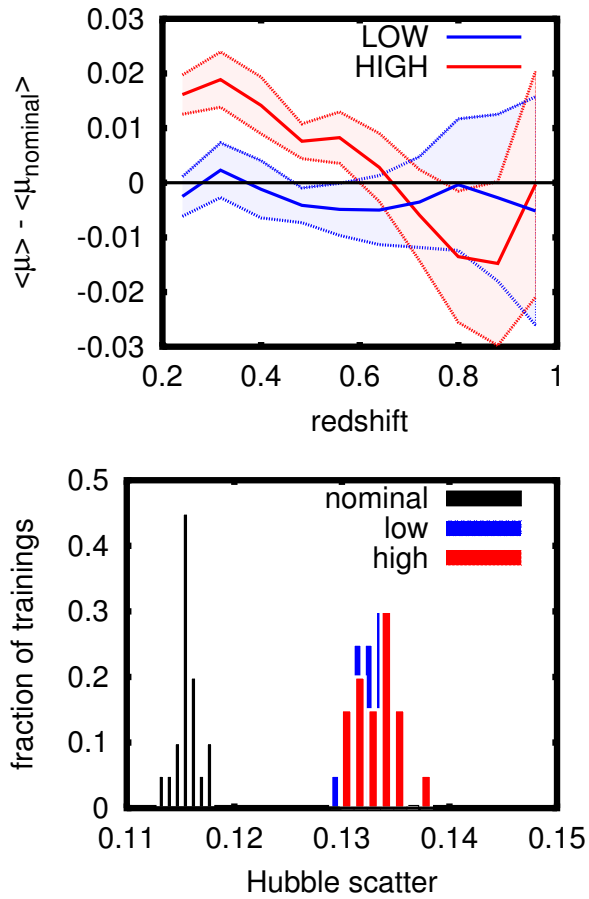 0.03
0.02
0.01
0
-0.01
-0.02
-0.03
<μ> - <μnominal>
LOW
HIGH
0.2 0.4 0.6 0.8 1
redshift
0.5
0.4
0.3
0.2
0.1
0
fraction of trainings
nominal
low
high
0.11 0.12 0.13 0.14 0.15
Hubble scatter